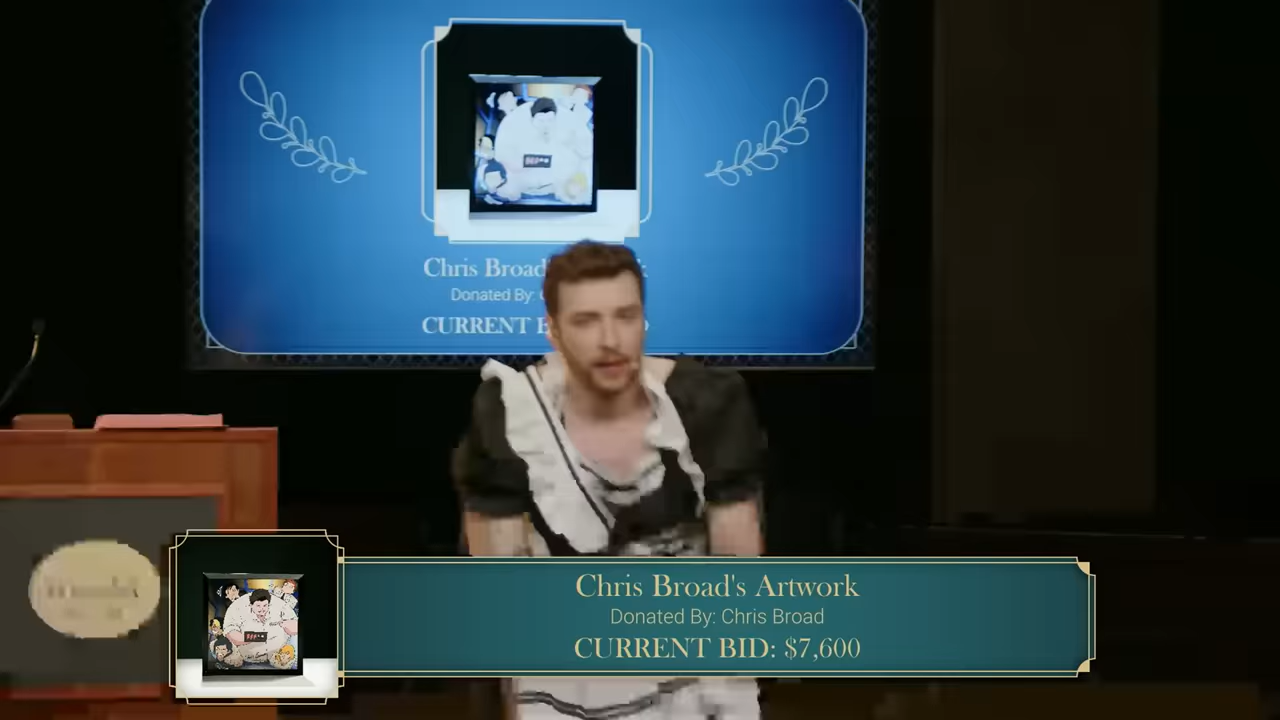 Chris Broad
Donated By:
CURRENT
Chris Broad's Artwork
Donated By: Chris Broad
CURRENT BID: $7,600